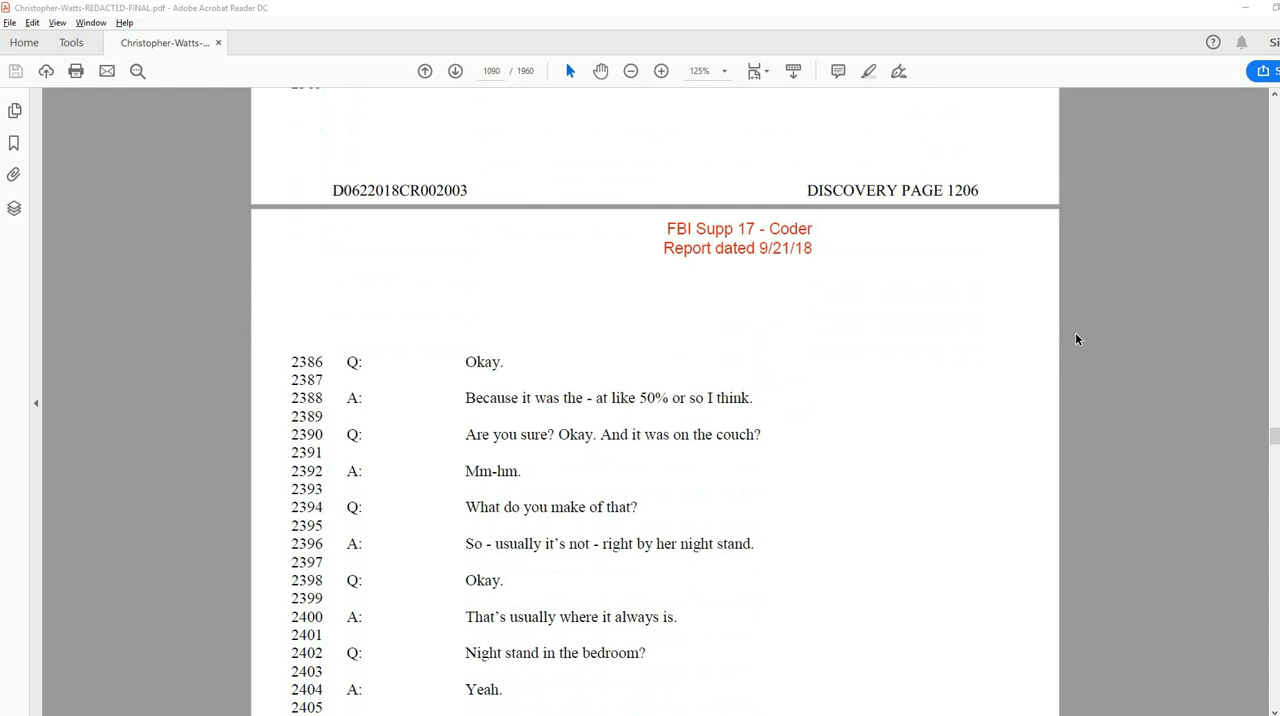 Christopher-Watts-REDACTED-FINAL.pdf - Adobe Acrobat Reader DC
File Edit View Window Help
Home Tools Christopher-Watts-... ×
1090 / 1960 125%
D0622018CR002003 DISCOVERY PAGE 1206
FBI Supp 17 - Coder
Report dated 9/21/18
2386 Q: Okay.
2387
2388 A: Because it was the - at like 50% or so I think.
2389
2390 Q: Are you sure? Okay. And it was on the couch?
2391
2392 A: Mm-hm.
2393
2394 Q: What do you make of that?
2395
2396 A: So - usually it's not - right by her night stand.
2397
2398 Q: Okay.
2399
2400 A: That's usually where it always is.
2401
2402 Q: Night stand in the bedroom?
2403
2404 A: Yeah.
2405